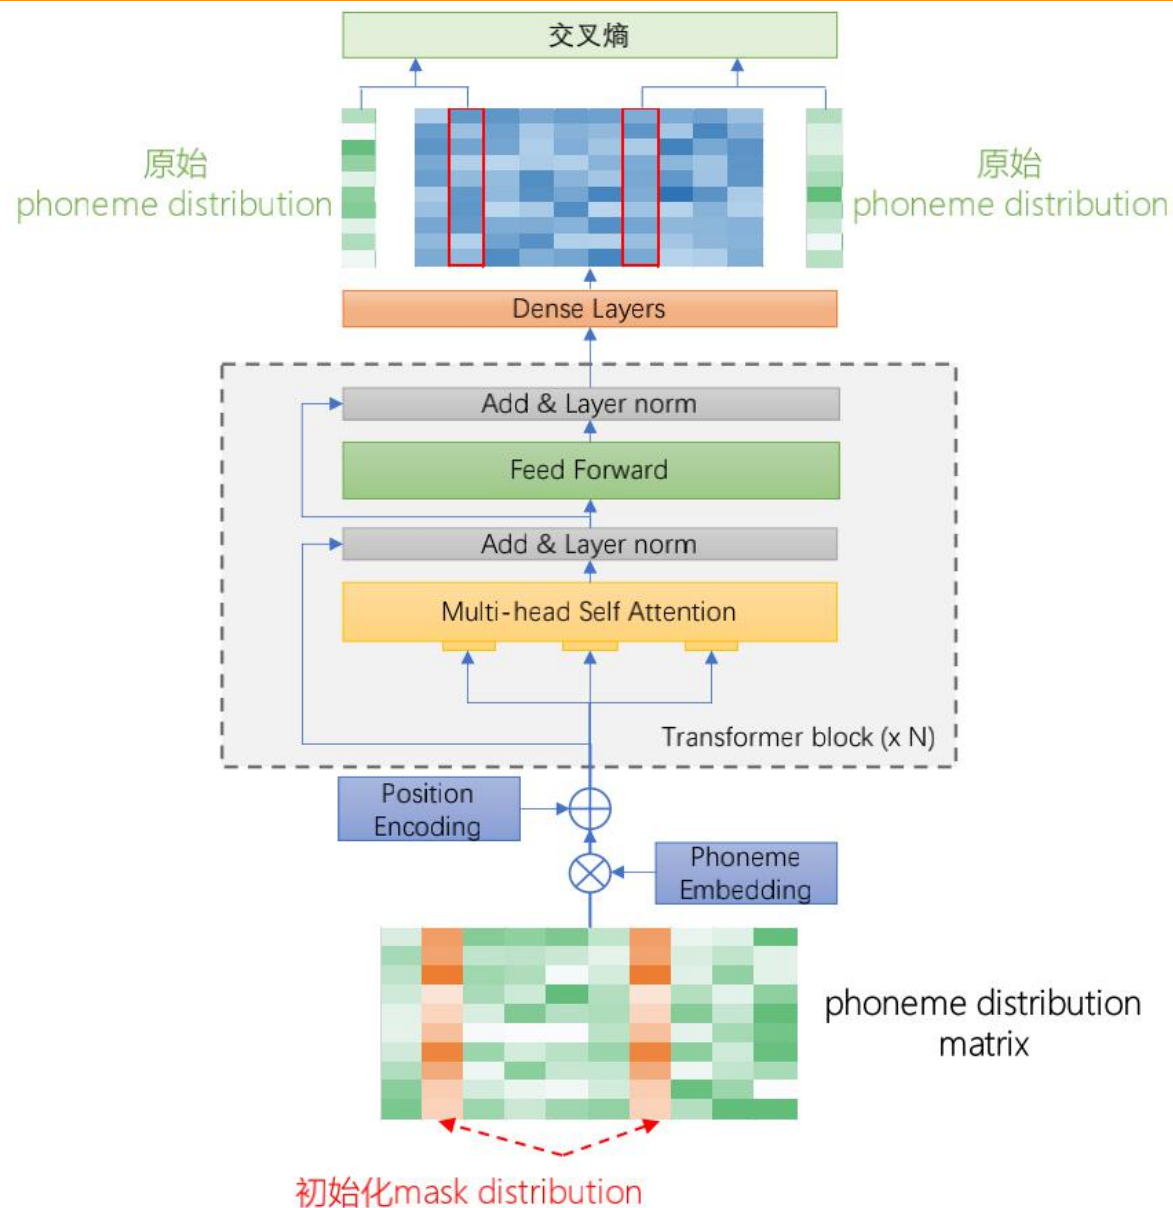 交叉熵
原始
phoneme distribution
原始
phoneme distribution
Dense Layers
Add & Layer norm
Feed Forward
Add & Layer norm
Multi-head Self Attention
Transformer block (x N)
Position
Encoding
Phoneme
Embedding
phoneme distribution
matrix
初始化mask distribution